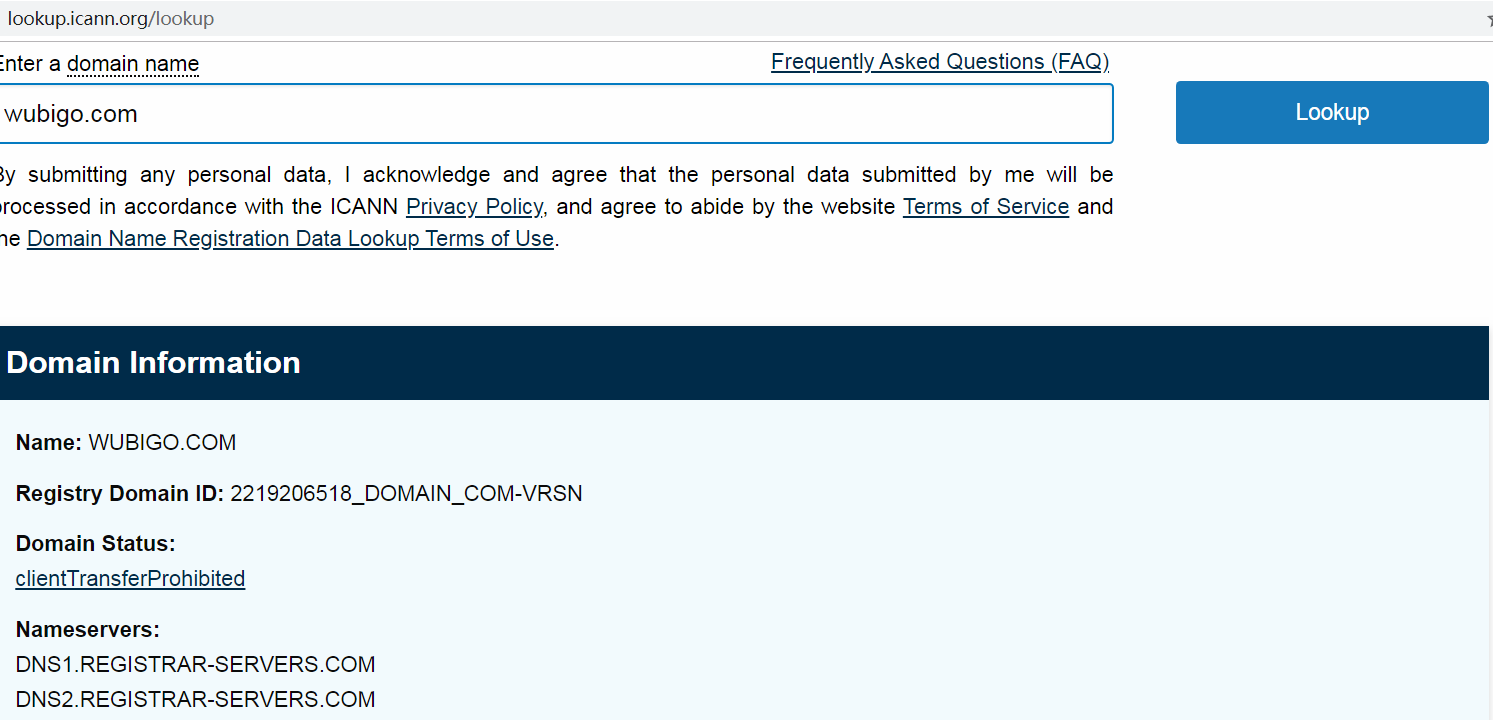 lookup.icann.org/lookup
Enter a domain name
Frequently Asked Questions (FAQ)
wubigo.com
Lookup
By submitting any personal data, I acknowledge and agree that the personal data submitted by me will be
processed in accordance with the ICANN Privacy Policy, and agree to abide by the website Terms of Service and
the Domain Name Registration Data Lookup Terms of Use.
Domain Information
Name: WUBIGO.COM
Registry Domain ID: 2219206518_DOMAIN_COM-VRSN
Domain Status:
clientTransferProhibited
Nameservers:
DNS1.REGISTRAR-SERVERS.COM
DNS2.REGISTRAR-SERVERS.COM